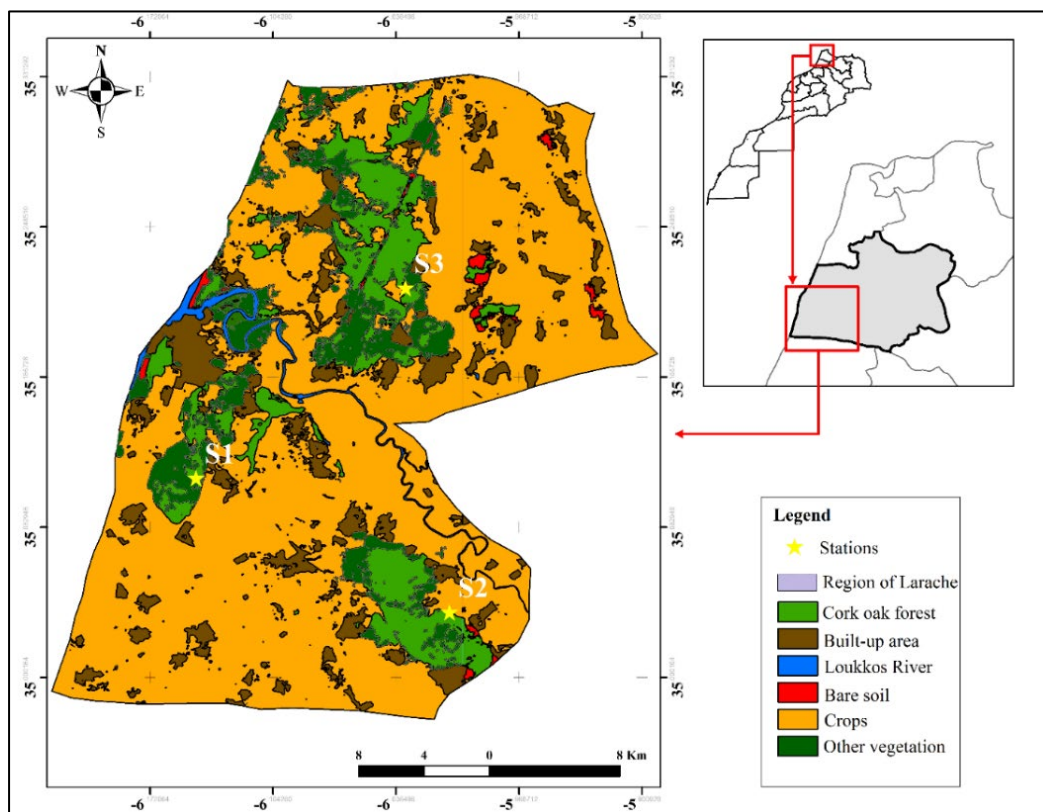 -6 -6 -6 -5 -5
N
W E
S
35 35
35 35
S3
35 35
S1
Legend
Stations
35 35
Region of Larache
S2
Cork oak forest
Built-up area
Loukkos River
35 35
Bare soil
Crops
Other vegetation
8 4 0 8 Km
-6 -6 -6 -5 -5